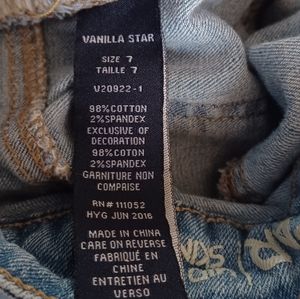 VANILLA STAR
SIZE 7
TAILLE 7
V20922-1
98%COTTON
2%SPANDEX
EXCLUSIVE OF
DECORATION
98%COTTON
2%SPANDEX
GARNITURE NON
COMPRISE
RN# 111052
HYG JUN 2016
MADE IN CHINA
CARE ON REVERSE
FABRIQUÉ EN
CHINE
ENTRETIEN AU
VERSO